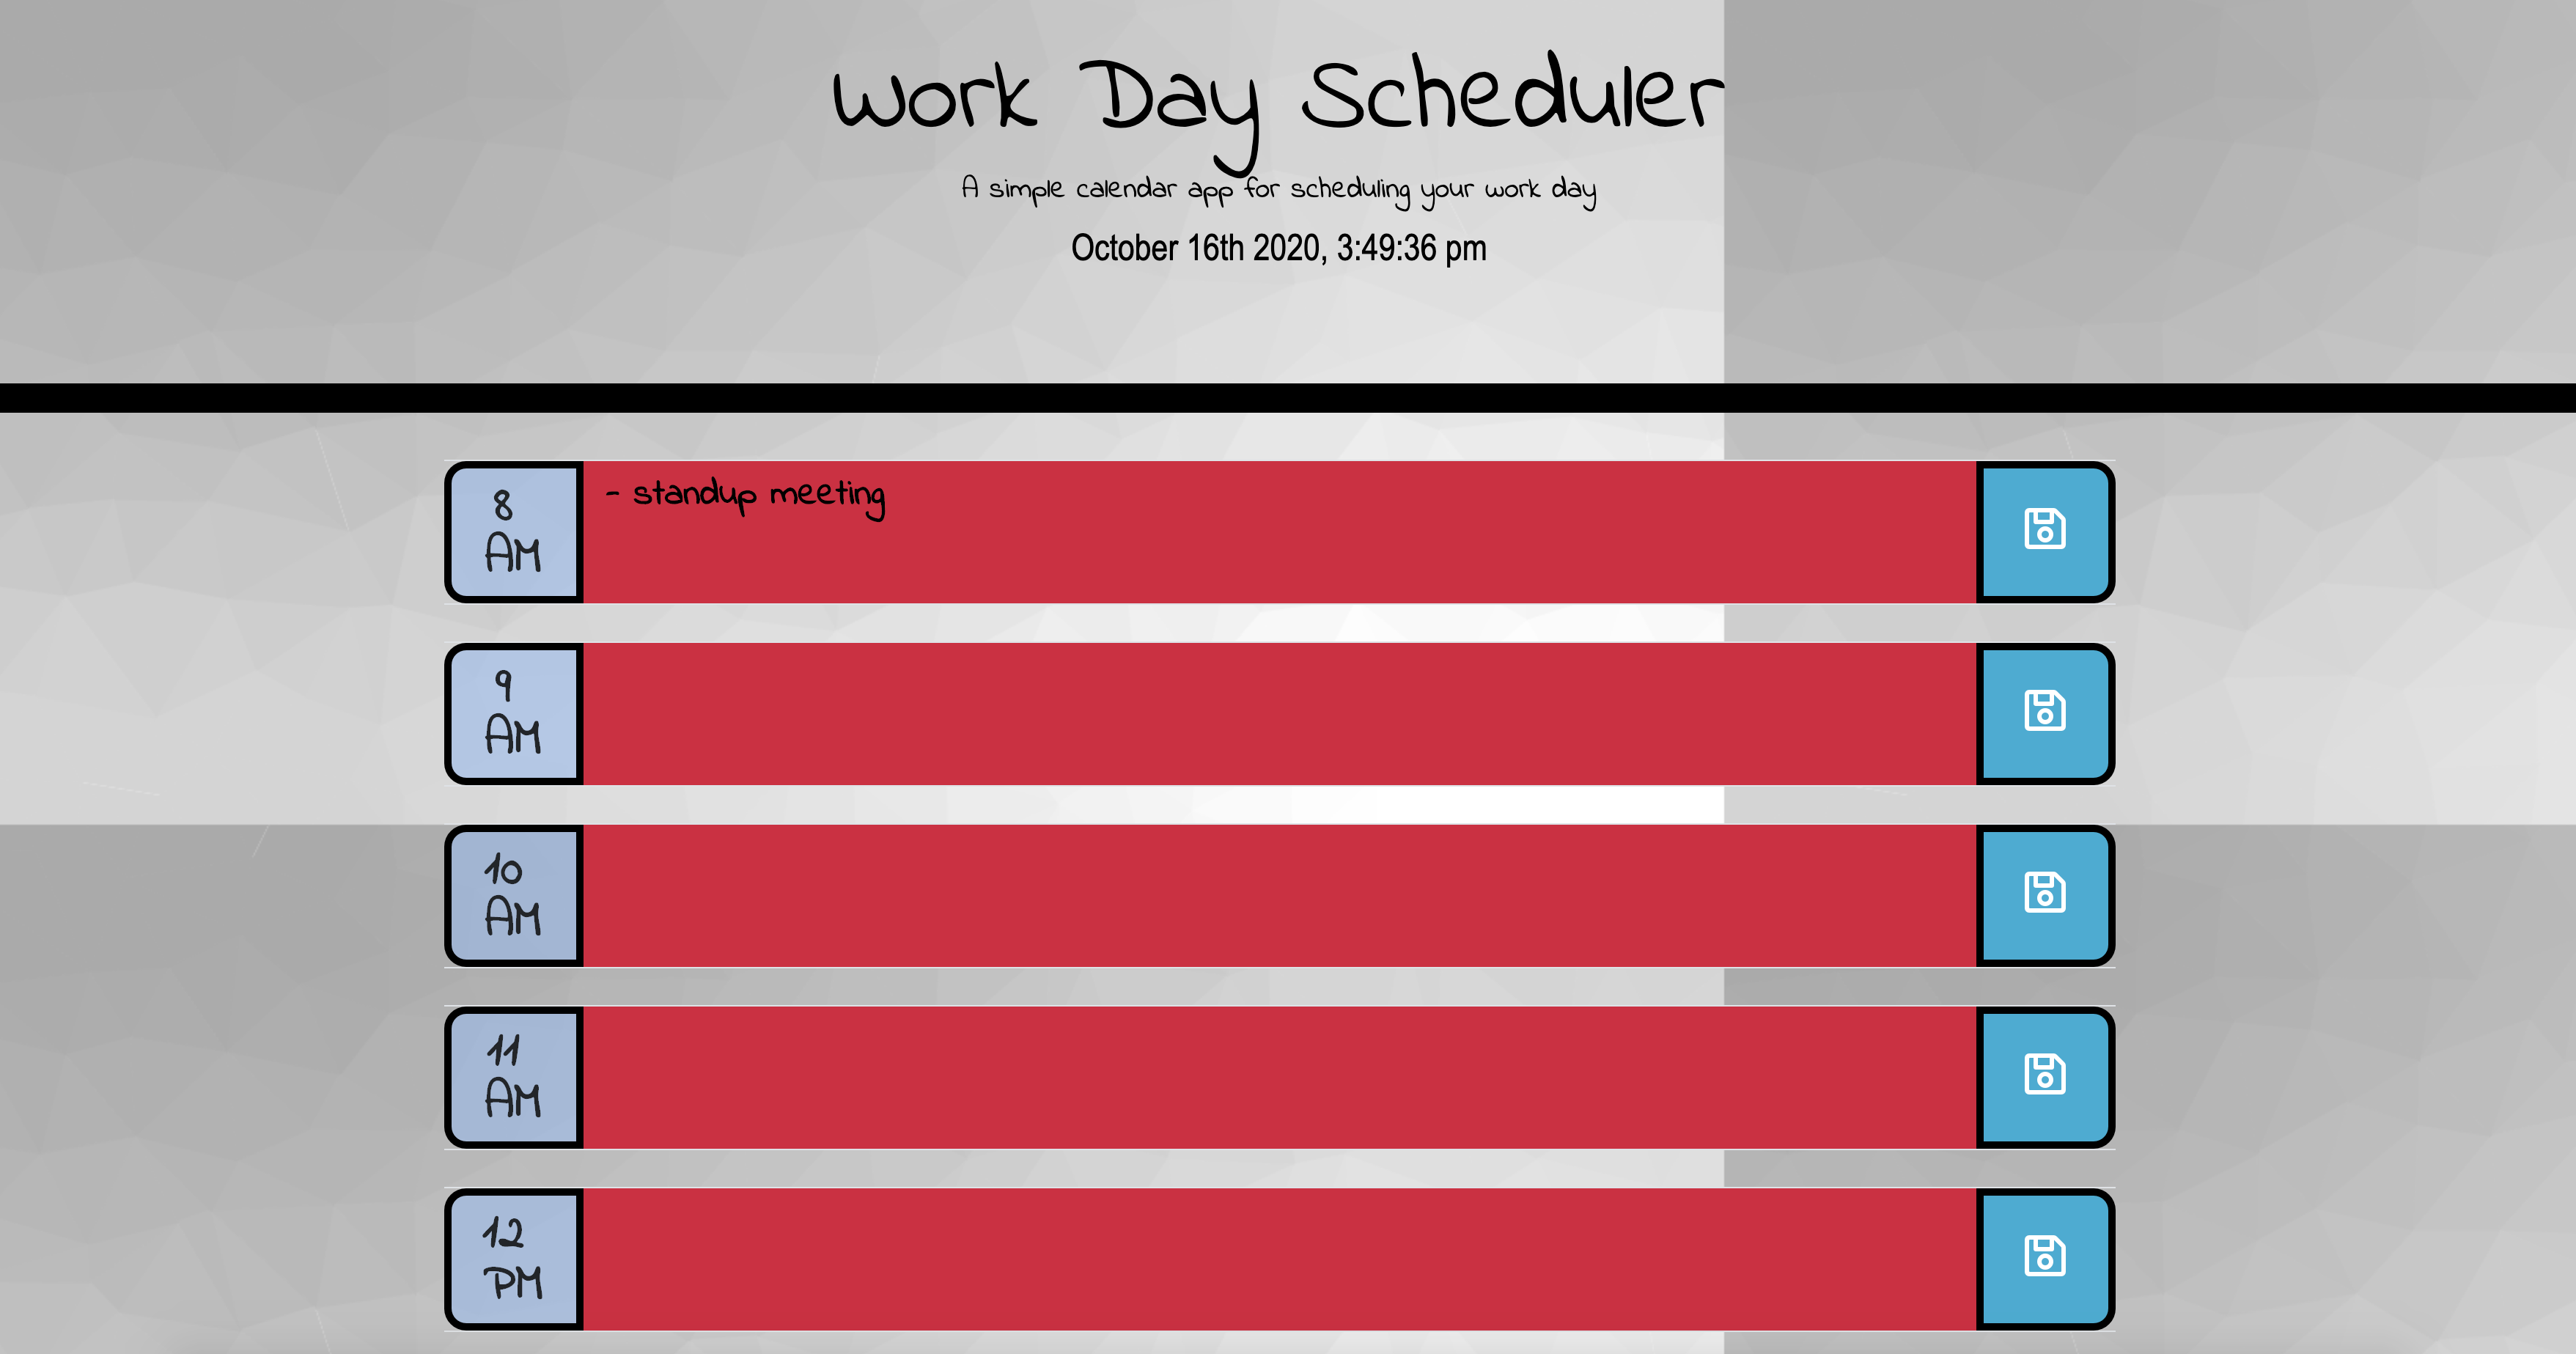 Work Day Scheduler
A simple calendar app for scheduling your work day
October 16th 2020, 3:49:36 pm
8
AM
- standup meeting
9
AM
10
AM
11
AM
12
PM